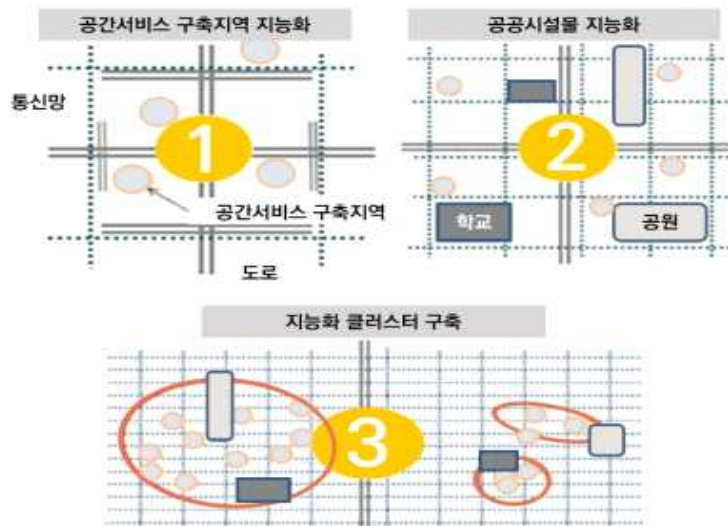 공간서비스 구축지역 지능화
통신망
1
공간서비스 구축지역
도로
공공시설물 지능화
2
학교
공원
지능화 클러스터 구축
3